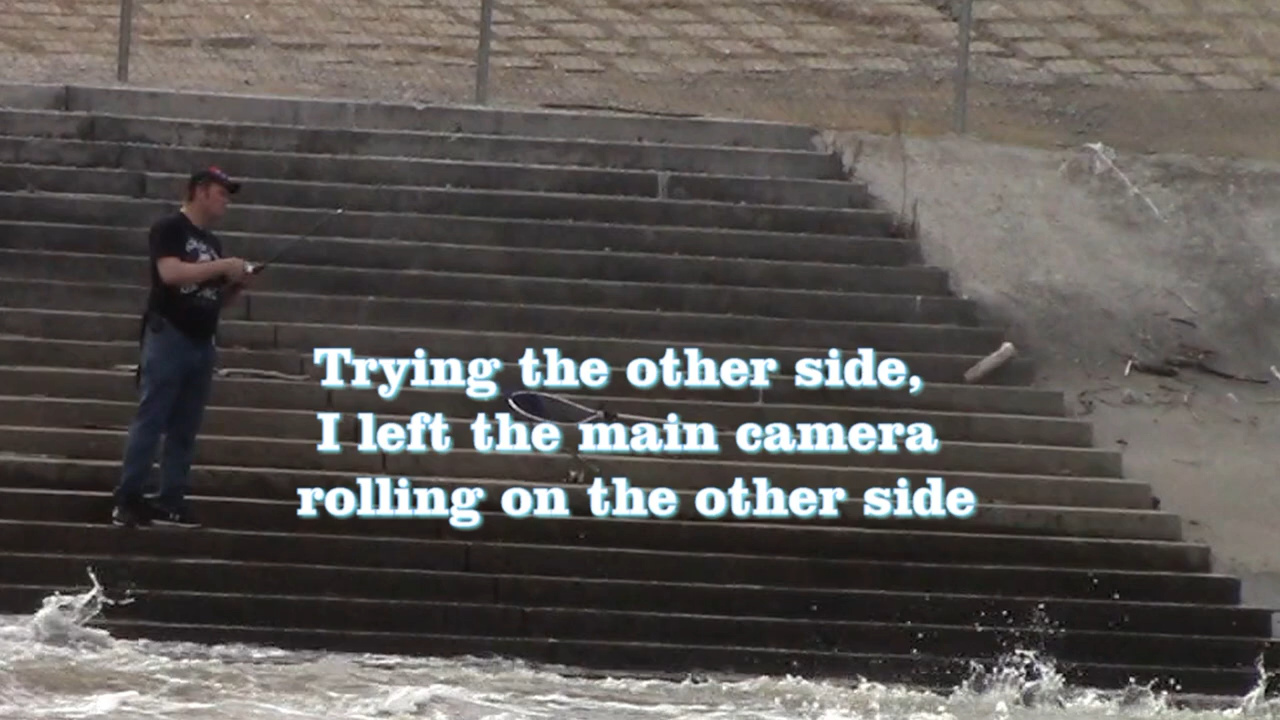 Trying the other side,
I left the main camera
rolling on the other side